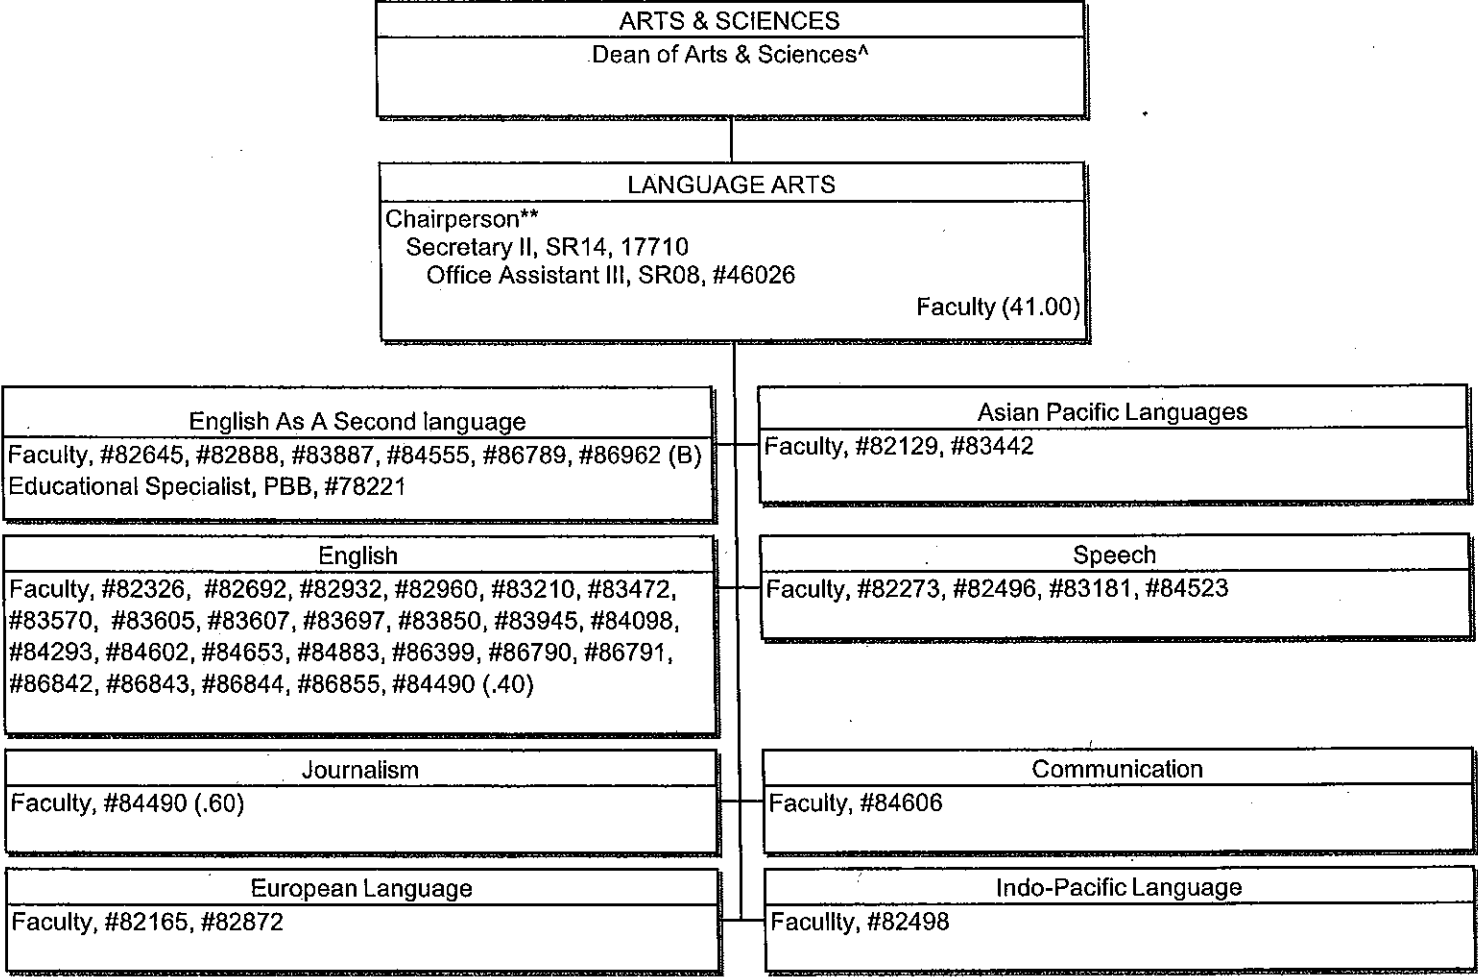 ARTS & SCIENCES
Dean of Arts & Sciences^
LANGUAGE ARTS
Chairperson**
Secretary II, SR14, 17710
Office Assistant III, SR08, #46026
Faculty (41.00)
English As A Second language
Faculty, #82645, #82888, #83887, #84555, #86789, #86962 (B)
Educational Specialist, PBB, #78221
Asian Pacific Languages
Faculty, #82129, #83442
English
Faculty, #82326, #82692, #82932, #82960, #83210, #83472,
#83570, #83605, #83607, #83697, #83850, #83945, #84098,
#84293, #84602, #84653, #84883, #86399, #86790, #86791,
#86842, #86843, #86844, #86855, #84490 (.40)
Speech
Faculty, #82273, #82496, #83181, #84523
Journalism
Faculty, #84490 (.60)
Communication
Faculty, #84606
European Language
Faculty, #82165, #82872
Indo-Pacific Language
Facullty, #82498